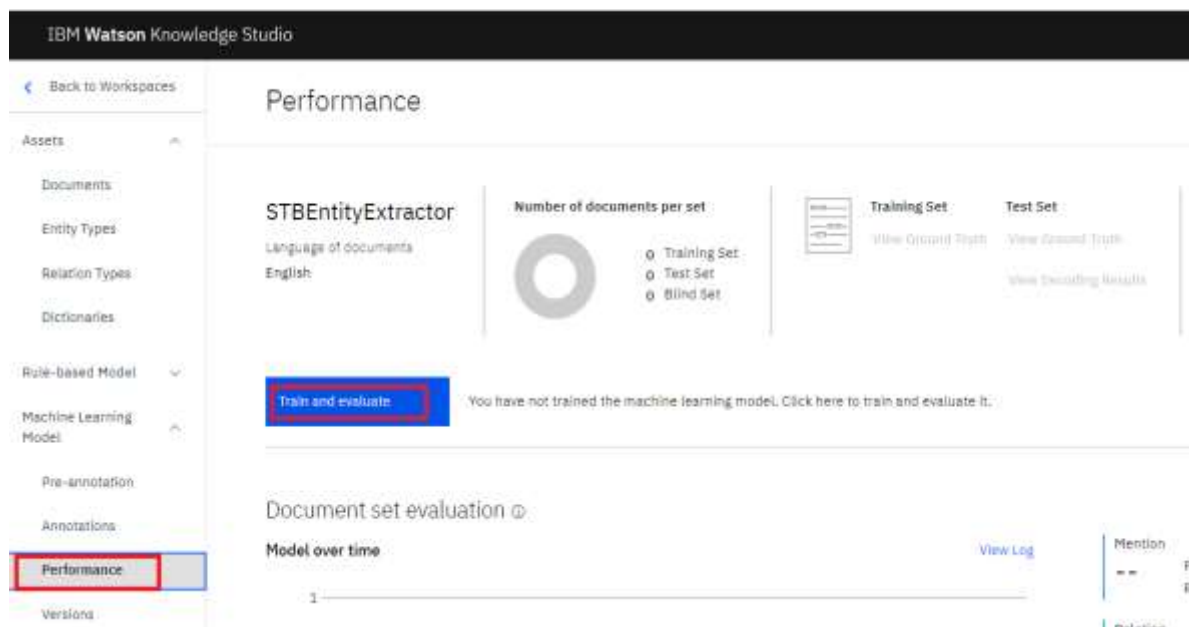 IBM Watson Knowledge Studio
Back to Workspaces
Performance
Assets
Documents
Entity Types
Relation Types
Dictionaries
Rule-based Model
Machine Learning
Model
Pre-annotation
Annotations
Performance
Versions
STBEntityExtractor
Language of documents
English
Number of documents per set
0 Training Set
0 Test Set
0 Blind Set
Training Set
View Ground Truth
Test Set
View Ground Truth
View Decoding Results
Train and evaluate
You have not trained the machine learning model. Click here to train and evaluate it.
Document set evaluation
Model over time
View Log
1
Mention
--
Relation